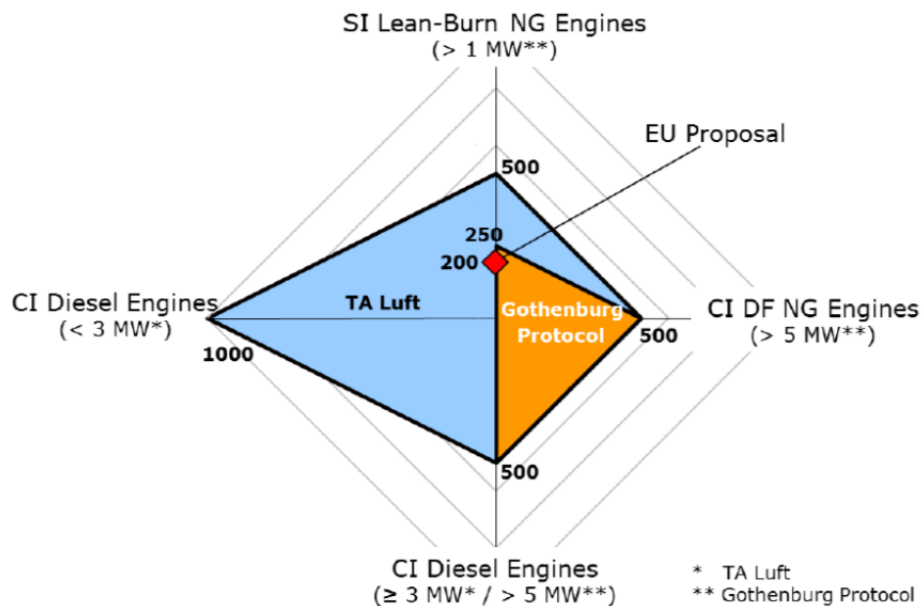 SI Lean-Burn NG Engines
(> 1 MW**)
EU Proposal
500
250
200
CI Diesel Engines
(< 3 MW*)
TA Luft
Gothenburg
Protocol
CI DF NG Engines
(> 5 MW**)
1000
500
500
CI Diesel Engines
(≥ 3 MW* / > 5 MW**)
* TA Luft
** Gothenburg Protocol